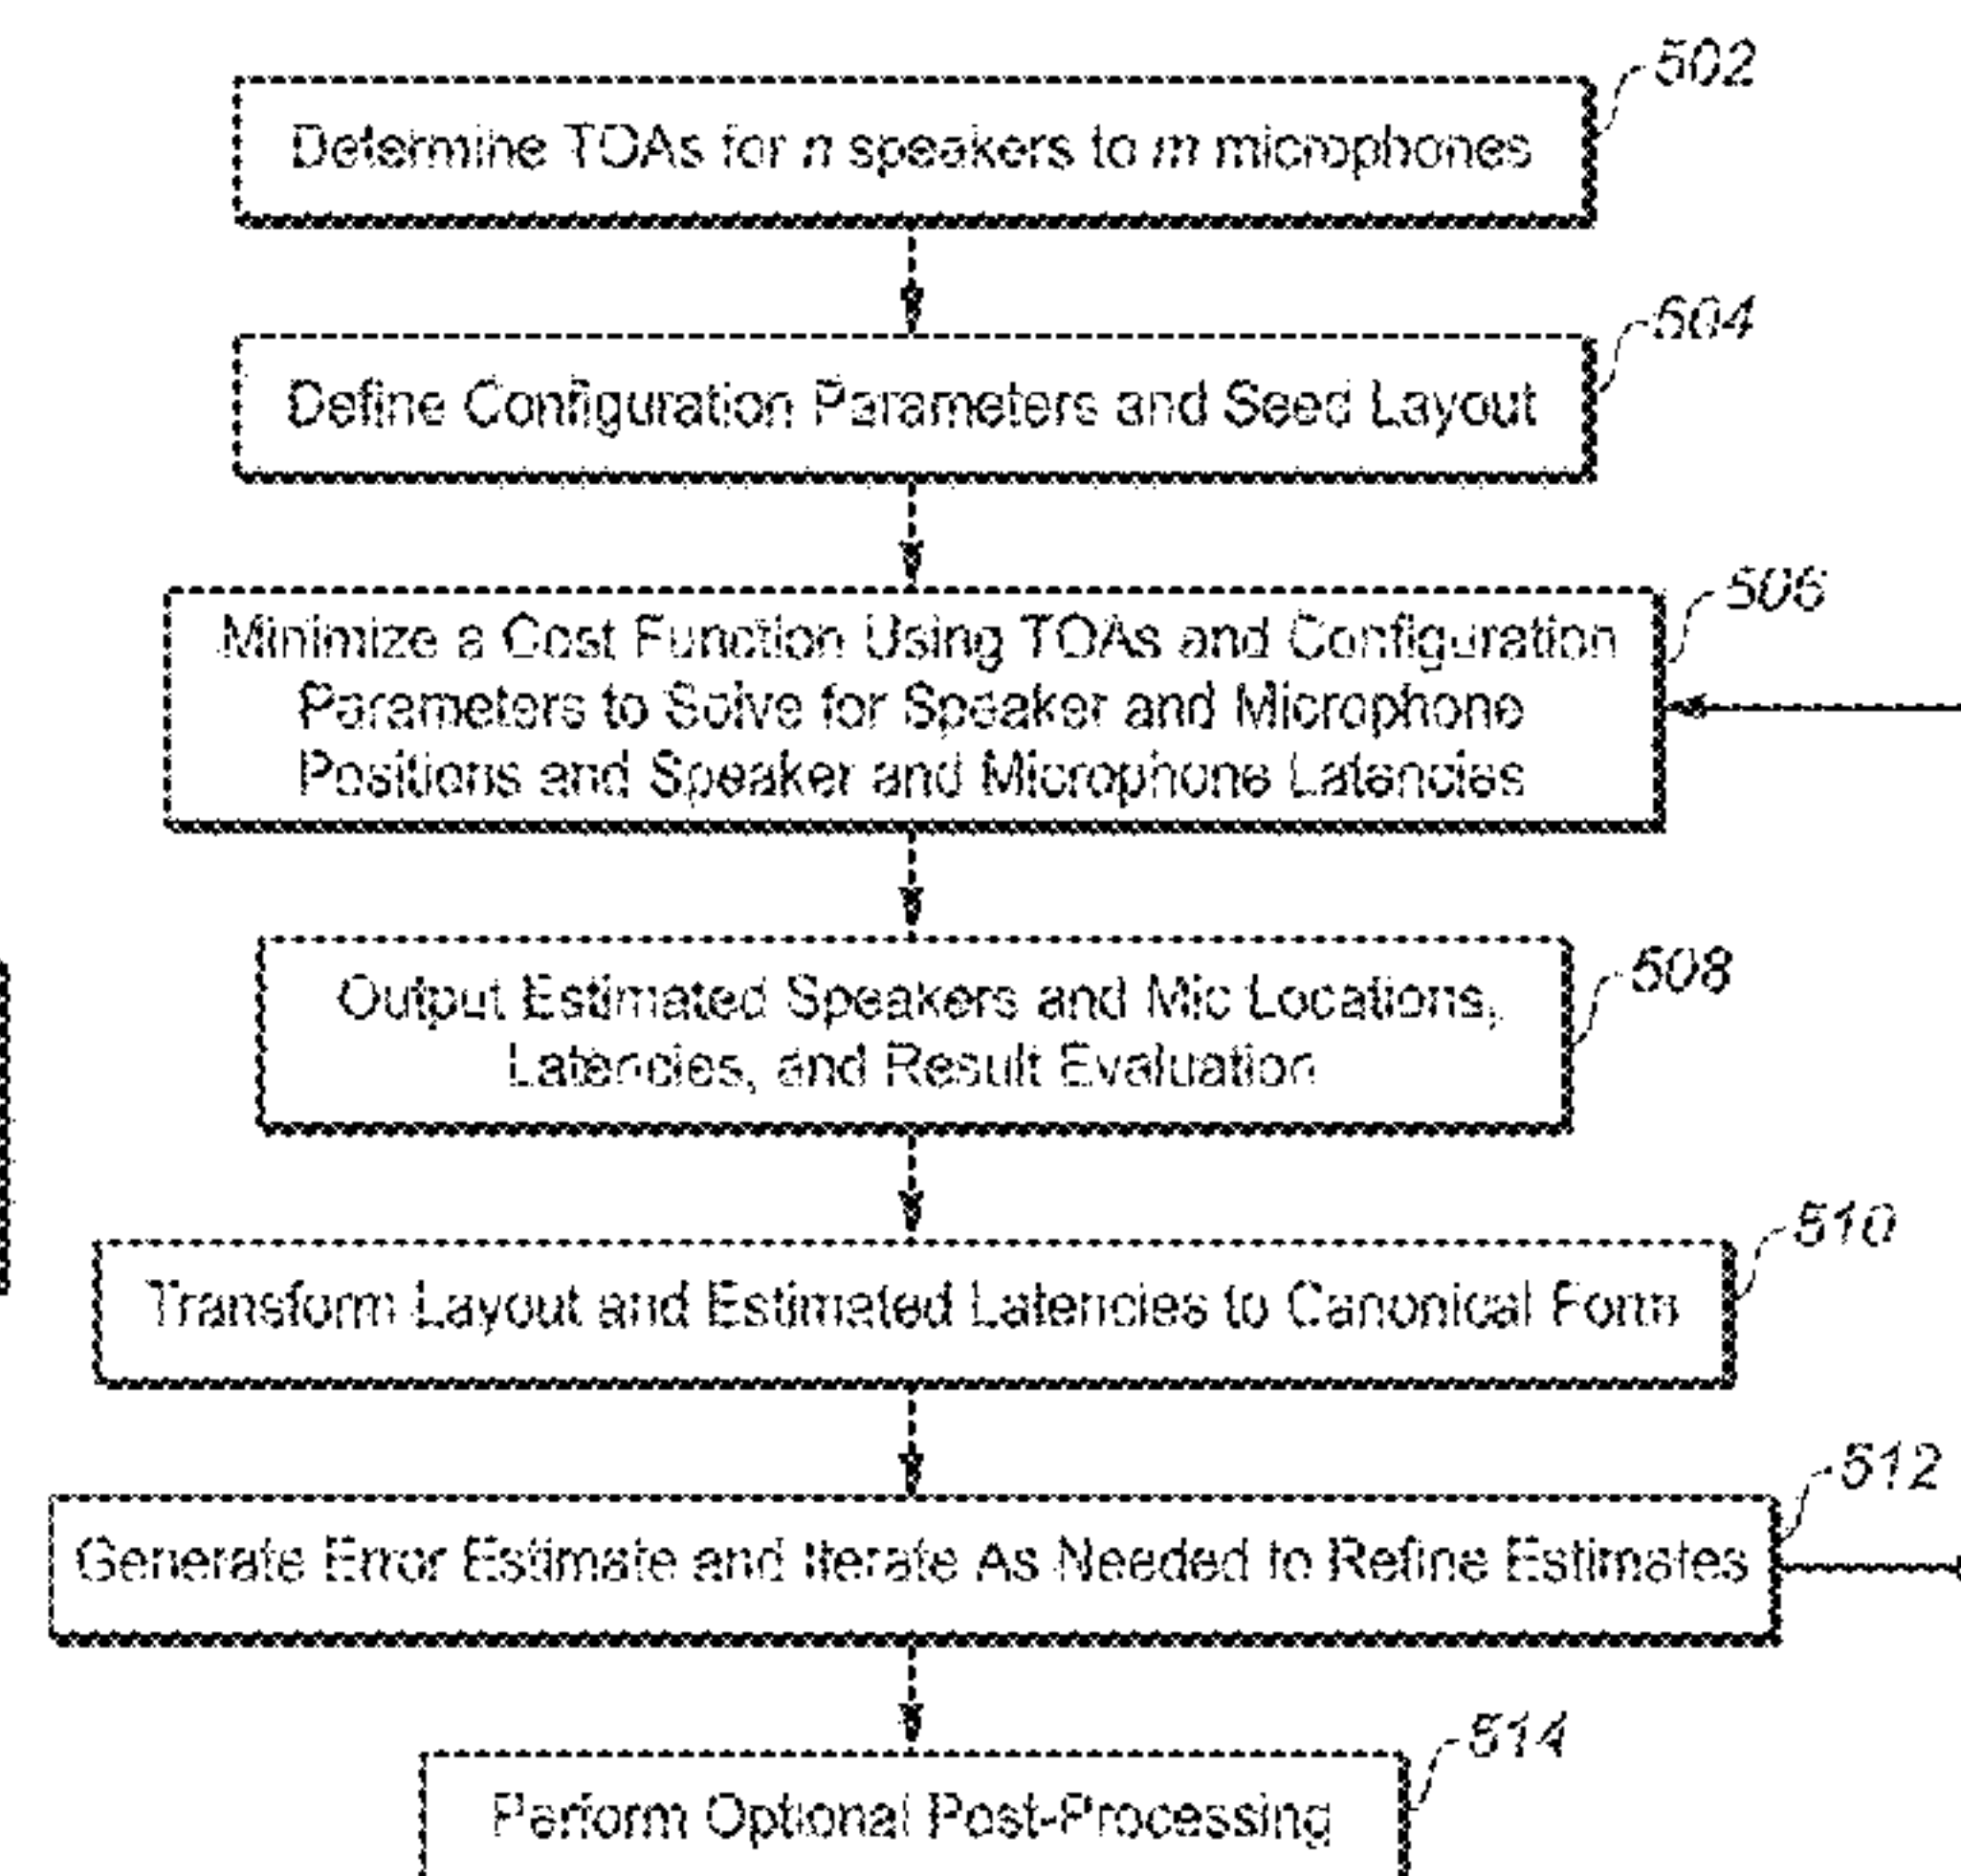 502
Determine TOAs for n speakers to m microphones
504
Define Configuration Parameters and Seed Layout
506
Minimize a Cost Function Using TOAs and Configuration
Parameters to Solve for Speaker and Microphone
Positions and Speaker and Microphone Latencies
508
Output Estimated Speakers and Mic Locations,
Latencies, and Result Evaluation
510
Transform Layout and Estimated Latencies to Canonical Form
512
Generate Error Estimate and Iterate As Needed to Refine Estimates
514
Perform Optional Post-Processing